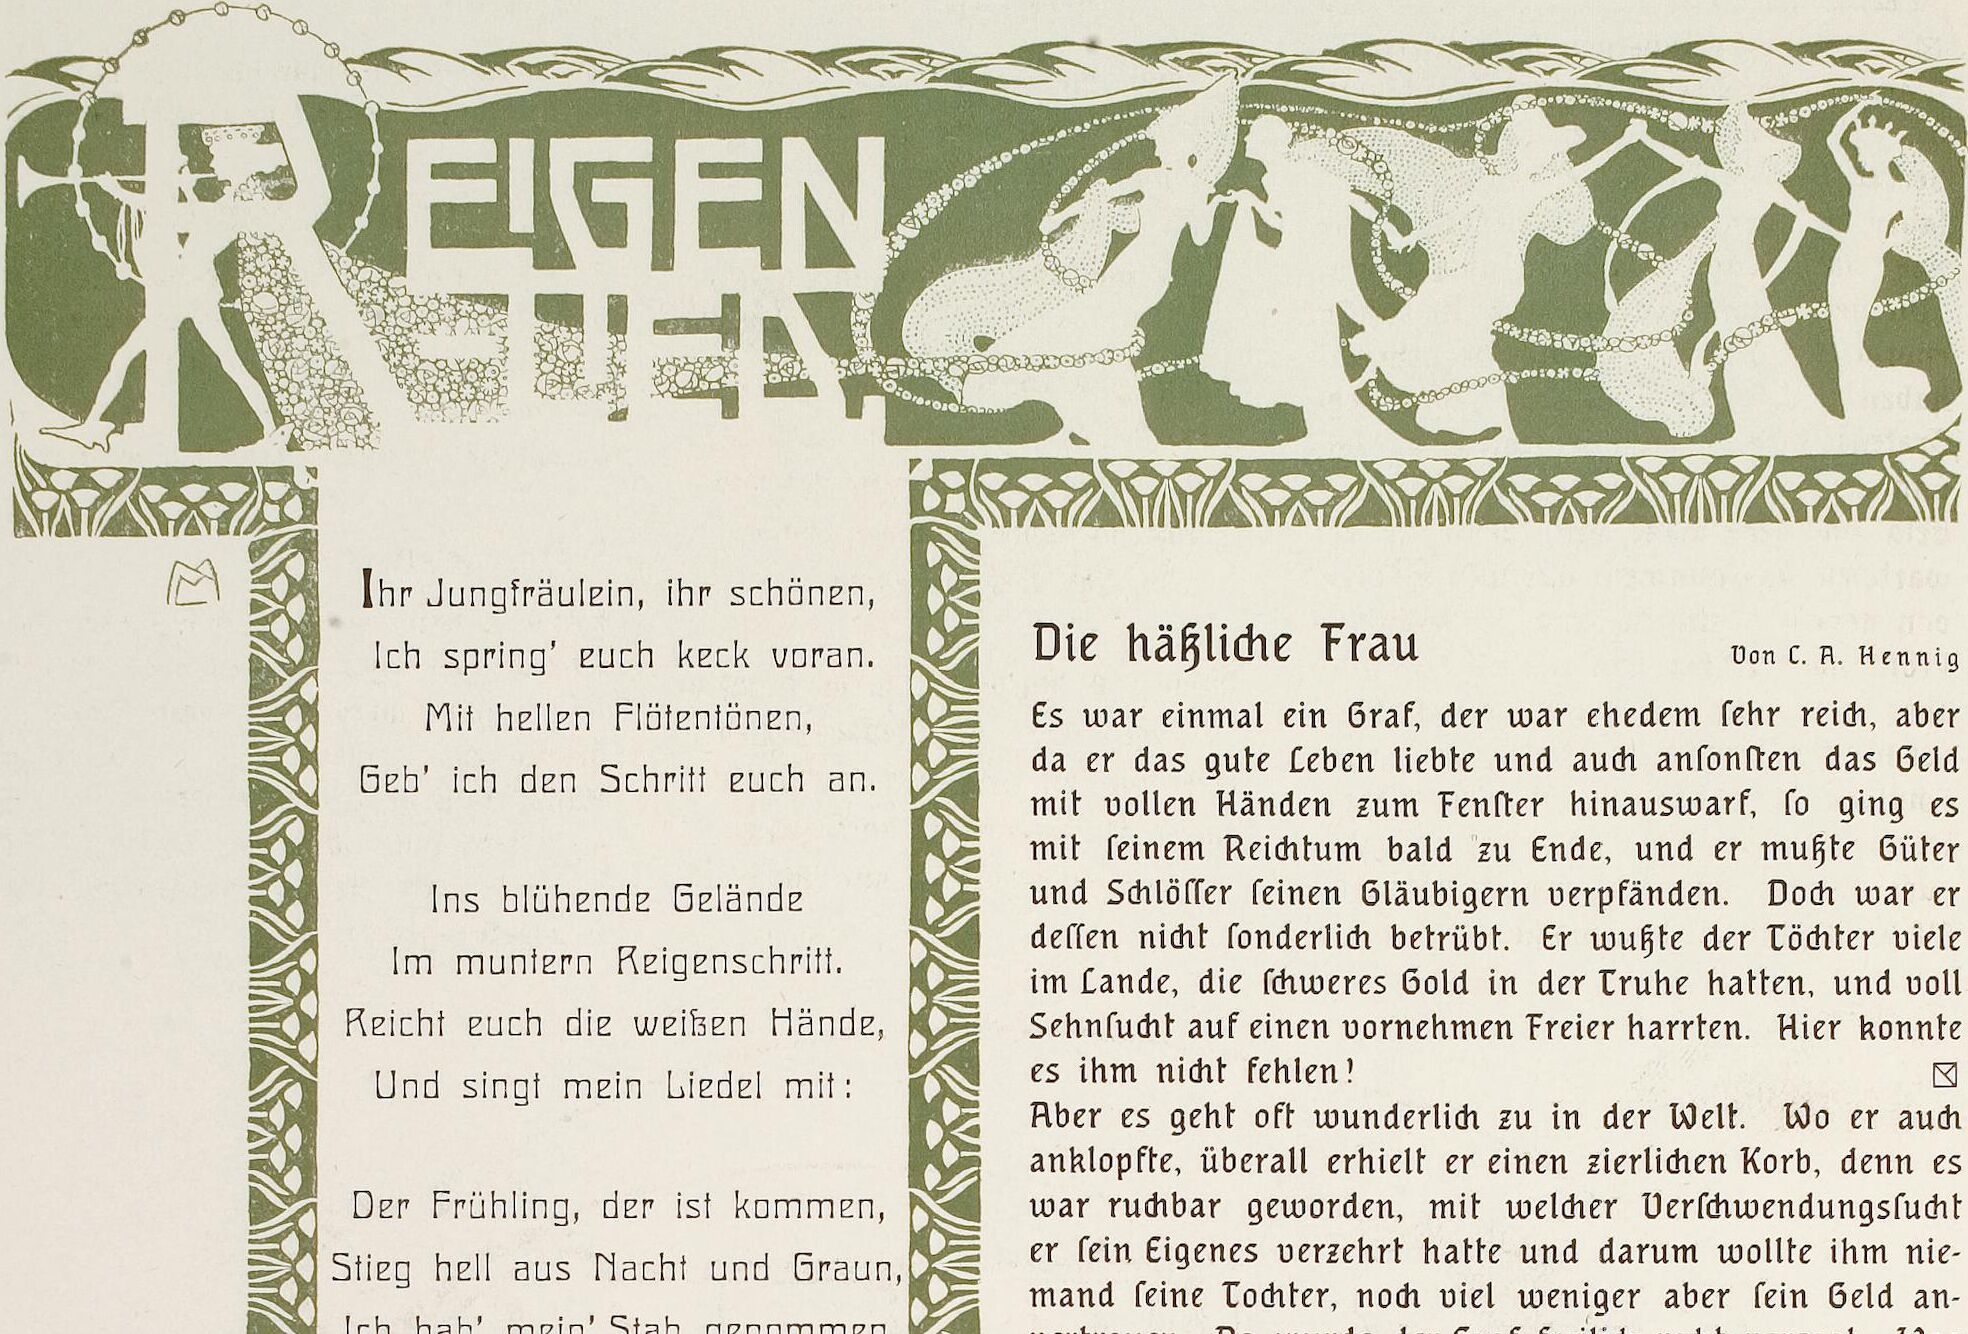 REIGEN
Ihr Jungfräulein, ihr schönen,
Ich spring' euch keck voran.
Mit hellen Flötentönen,
Geb' ich den Schritt euch an.
Ins blühende Gelände
Im muntern Reigenschritt.
Reicht euch die weißen Hände,
Und singt mein Liedel mit:
Der Frühling, der ist kommen,
Stieg hell aus Nacht und Graun,
Ich hab' mein' Stab genommen
Die häßliche Frau
Von C. A. Hennig
Es war einmal ein Graf, der war ehedem ſehr reich, aber
da er das gute Leben liebte und auch anſonſten das Geld
mit vollen Händen zum Fenſter hinauswarf, ſo ging es
mit ſeinem Reichtum bald zu Ende, und er mußte Güter
und Schlöſſer ſeinen Gläubigern verpfänden. Doch war er
deſſen nicht ſonderlich betrübt. Er wußte der Töchter viele
im Lande, die ſchweres Gold in der Truhe hatten, und voll
Sehnſucht auf einen vornehmen Freier harrten. Hier konnte
es ihm nicht fehlen!
Aber es geht oft wunderlich zu in der Welt. Wo er auch
anklopfte, überall erhielt er einen zierlichen Korb, denn es
war ruchbar geworden, mit welcher Verſchwendungsſucht
er ſein Eigenes verzehrt hatte und darum wollte ihm nie-
mand ſeine Tochter, noch viel weniger aber ſein Geld an-